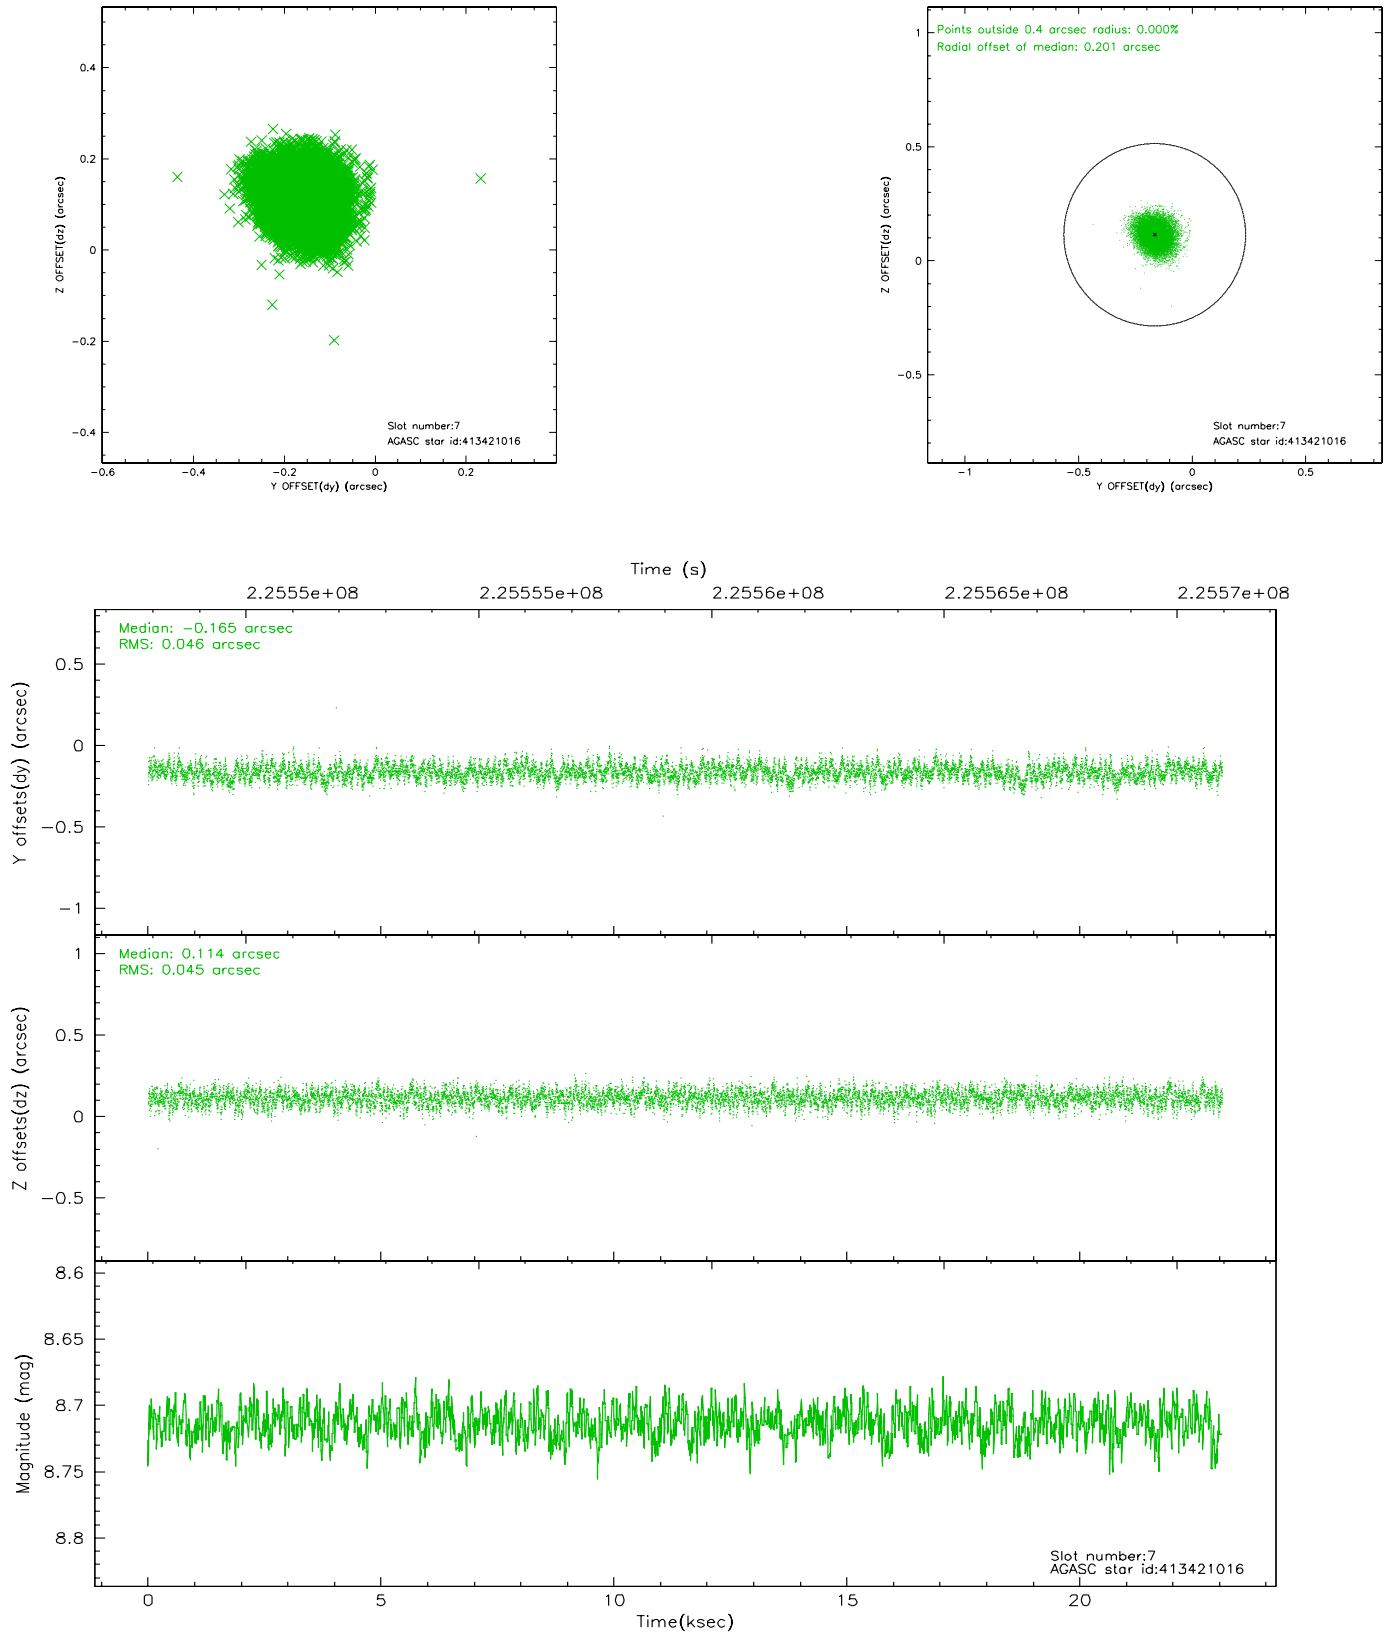 0.4
0.2
0
−0.2
−0.4
Z OFFSET(dz) (arcsec)
Slot number:7
AGASC star id:413421016
−0.6 −0.4 −0.2 0 0.2
Y OFFSET(dy) (arcsec)
Points outside 0.4 arcsec radius: 0.000%
Radial offset of median: 0.201 arcsec
1
0.5
0
−0.5
Z OFFSET(dz) (arcsec)
Slot number:7
AGASC star id:413421016
−1 −0.5 0 0.5
Y OFFSET(dy) (arcsec)
Time (s)
2.2555e+08 2.25555e+08 2.2556e+08 2.25565e+08 2.2557e+08
Median: −0.165 arcsec
RMS: 0.046 arcsec
0.5
0
−0.5
−1
Y offsets(dy) (arcsec)
Median: 0.114 arcsec
RMS: 0.045 arcsec
1
0.5
0
−0.5
Z offsets(dz) (arcsec)
8.6
8.65
8.7
8.75
8.8
Magnitude (mag)
Slot number:7
AGASC star id:413421016
0 5 10 15 20
Time(ksec)